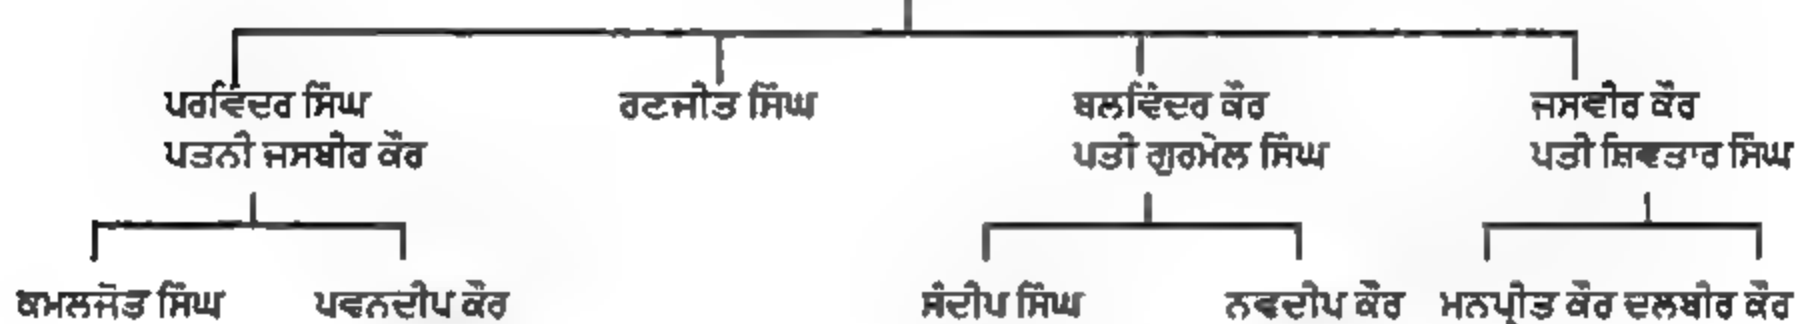 ਪਰਵਿੰਦਰ ਸਿੰਘ ਰਣਜੀਤ ਸਿੰਘ ਬਲਵਿੰਦਰ ਕੌਰ ਜਸਵੀਰ ਕੌਰ
ਪਤਨੀ ਜਸਬੀਰ ਕੌਰ ਪਤੀ ਗੁਰਮੇਲ ਸਿੰਘ ਪਤੀ ਸ਼ਿਵਤਾਰ ਸਿੰਘ
ਕਮਲਜੋਤ ਸਿੰਘ ਪਵਨਦੀਪ ਕੌਰ ਸੰਦੀਪ ਸਿੰਘ ਨਵਦੀਪ ਕੌਰ ਮਨਪ੍ਰੀਤ ਕੌਰ ਦਲਬੀਰ ਕੌਰ